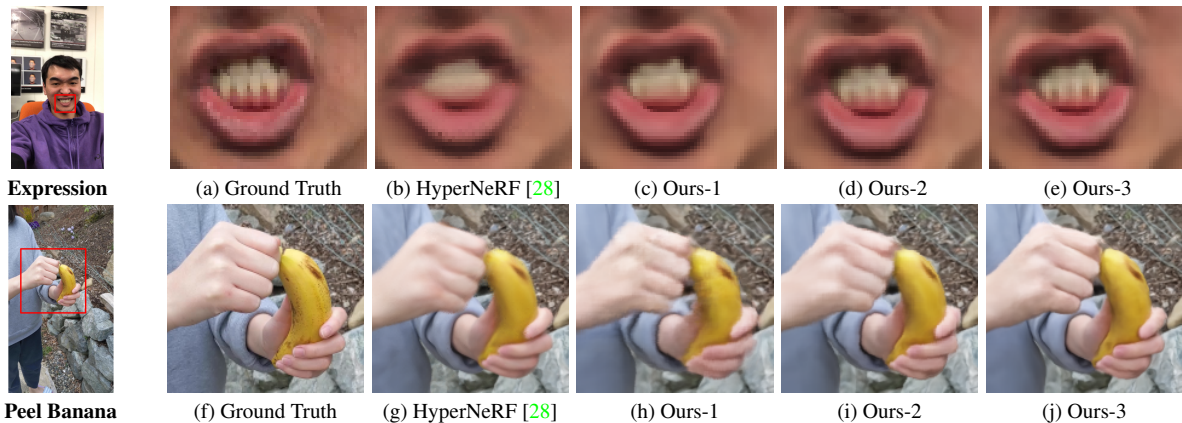 Expression
(a) Ground Truth
(b) HyperNeRF [28]
(c) Ours-1
(d) Ours-2
(e) Ours-3
Peel Banana
(f) Ground Truth
(g) HyperNeRF [28]
(h) Ours-1
(i) Ours-2
(j) Ours-3